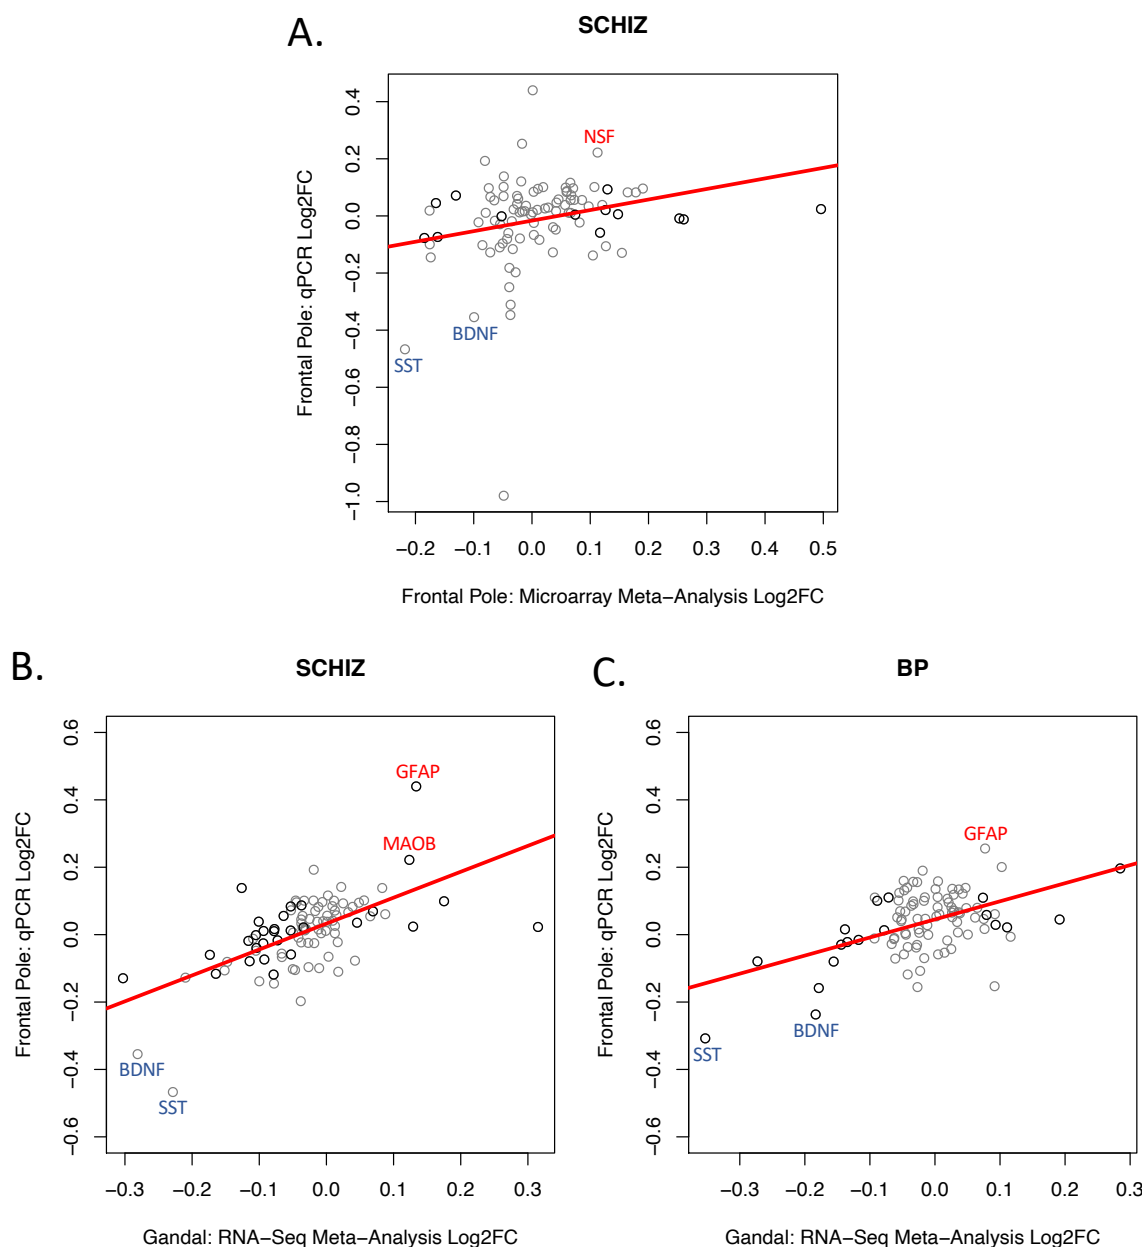 A.
SCHIZ
Frontal Pole: qPCR Log2FC
0.4
0.2
0.0
−0.2
−0.4
−0.6
−0.8
−1.0
NSF
BDNF
SST
−0.2 −0.1 0.0 0.1 0.2 0.3 0.4 0.5
Frontal Pole: Microarray Meta−Analysis Log2FC
B.
SCHIZ
Frontal Pole: qPCR Log2FC
0.6
0.4
0.2
0.0
−0.2
−0.4
−0.6
GFAP
MAOB
BDNF
SST
−0.3 −0.2 −0.1 0.0 0.1 0.2 0.3
Gandal: RNA−Seq Meta−Analysis Log2FC
C.
BP
Frontal Pole: qPCR Log2FC
0.6
0.4
0.2
0.0
−0.2
−0.4
−0.6
GFAP
BDNF
SST
−0.3 −0.2 −0.1 0.0 0.1 0.2 0.3
Gandal: RNA−Seq Meta−Analysis Log2FC